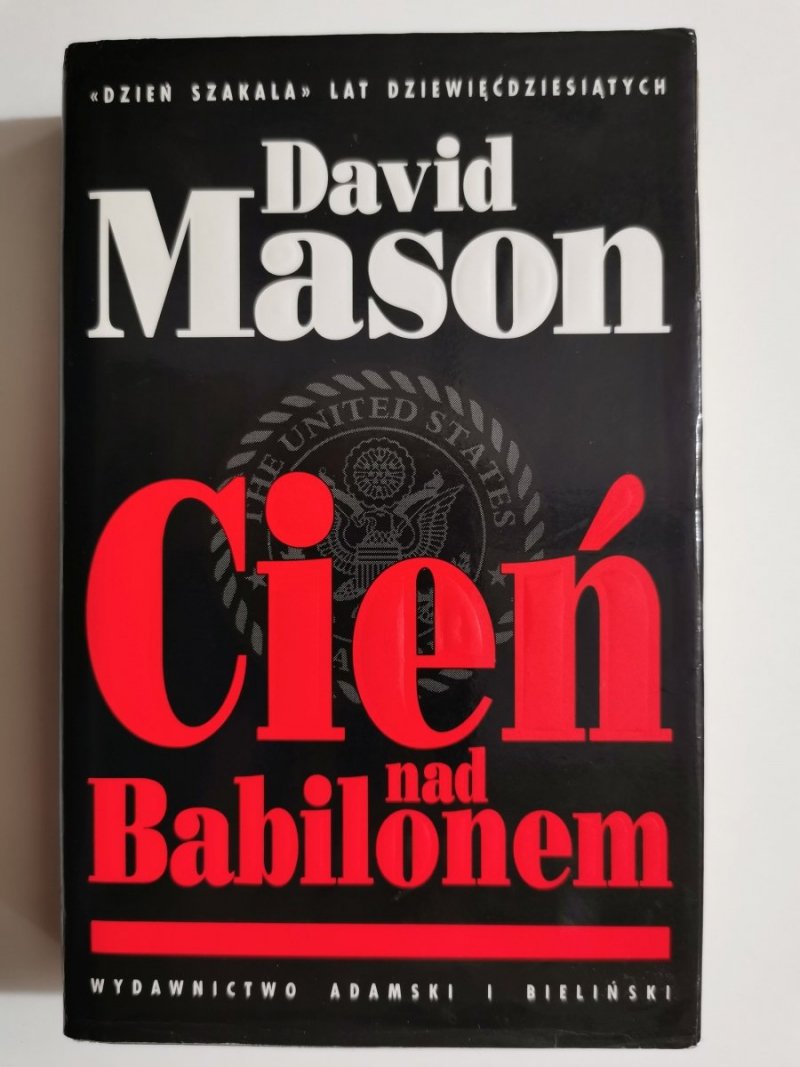 «DZIEŃ SZAKALA» LAT DZIEWIĘĆDZIESIĄTYCH
David
Mason
THE UNITED STATES
Cień
nad
Babilonem
WYDAWNICTWO ADAMSKI I BIELIŃSKI